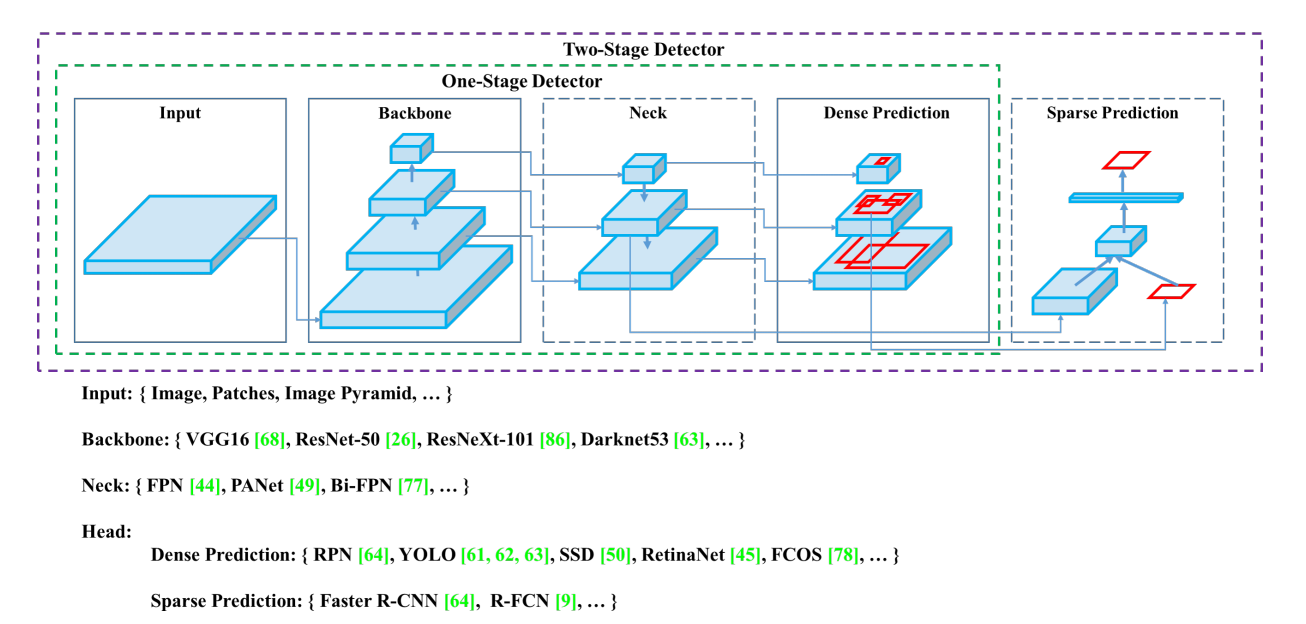 Two-Stage Detector
One-Stage Detector
Input
Backbone
Neck
Dense Prediction
Sparse Prediction
Input: { Image, Patches, Image Pyramid, … }
Backbone: { VGG16 [68], ResNet-50 [26], ResNeXt-101 [86], Darknet53 [63], … }
Neck: { FPN [44], PANet [49], Bi-FPN [77], … }
Head:
Dense Prediction: { RPN [64], YOLO [61, 62, 63], SSD [50], RetinaNet [45], FCOS [78], … }
Sparse Prediction: { Faster R-CNN [64], R-FCN [9], … }